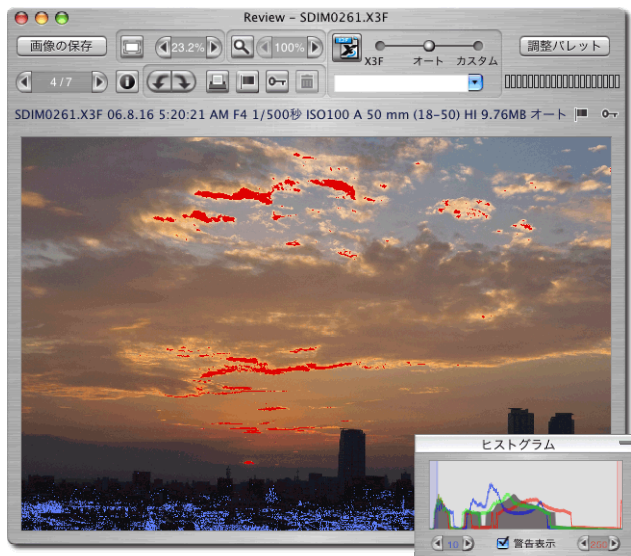 Review – SDIM0261.X3F
画像の保存
23.2%
100%
X3F オート カスタム
調整パレット
4/7
SDIM0261.X3F 06.8.16 5:20:21 AM F4 1/500秒 ISO100 A 50 mm (18-50) HI 9.76MB オート
ヒストグラム
10
警告表示